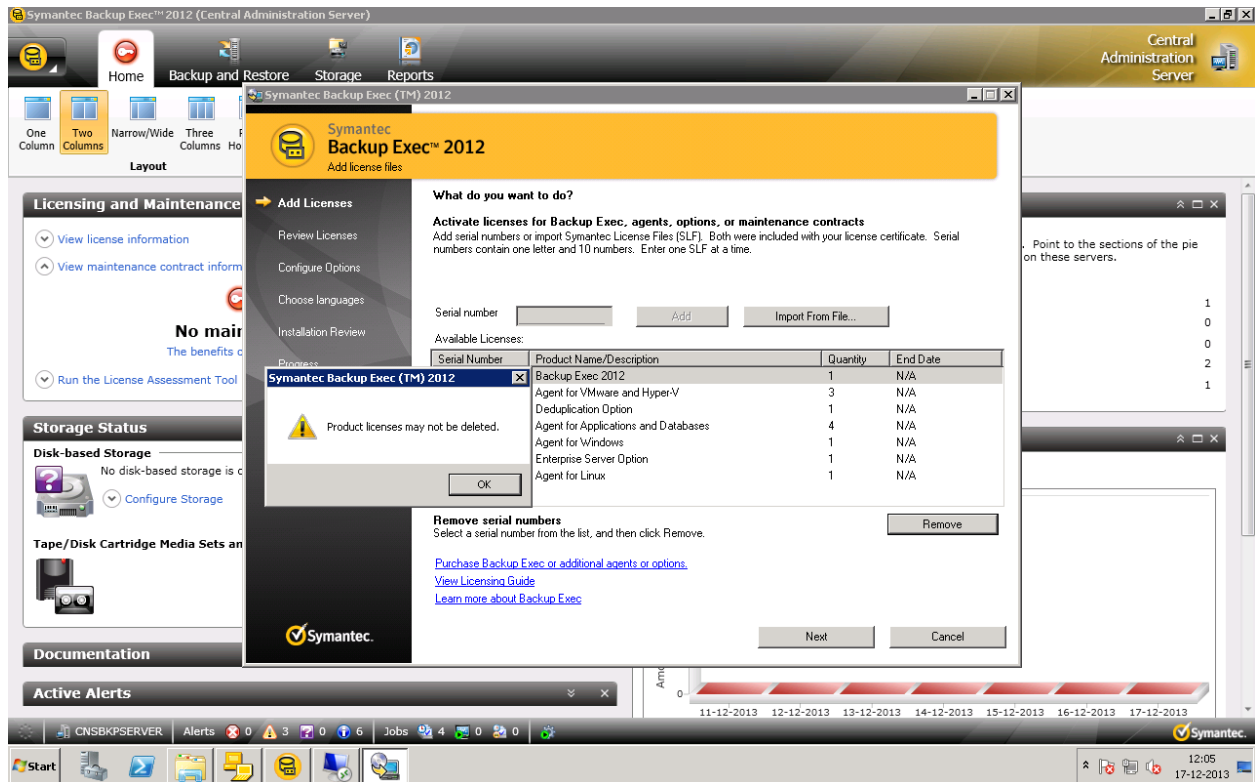 Symantec Backup Exec™ 2012 (Central Administration Server)
Home
Backup and Restore
Storage
Reports
Central
Administration
Server
One
Column
Two
Columns
Narrow/Wide
Three
Columns
Layout
Licensing and Maintenance
View license information
View maintenance contract inform
No mair
The benefits
Run the License Assessment Tool
Storage Status
Disk-based Storage
No disk-based storage is
Configure Storage
Tape/Disk Cartridge Media Sets an
Documentation
Active Alerts
Symantec Backup Exec (TM) 2012
Symantec
Backup Exec™ 2012
Add license files
Add Licenses
Review Licenses
Configure Options
Choose languages
Installation Review
Progress
Symantec.
What do you want to do?
Activate licenses for Backup Exec, agents, options, or maintenance contracts
Add serial numbers or import Symantec License Files (SLF). Both were included with your license certificate. Serial
numbers contain one letter and 10 numbers. Enter one SLF at a time.
Serial number
Add
Import From File...
Available Licenses:
Serial Number Product Name/Description Quantity End Date
Backup Exec 2012 1 N/A
Agent for VMware and Hyper-V 3 N/A
Deduplication Option 1 N/A
Agent for Applications and Databases 4 N/A
Agent for Windows 1 N/A
Enterprise Server Option 1 N/A
Agent for Linux 1 N/A
Remove serial numbers
Select a serial number from the list, and then click Remove.
Remove
Purchase Backup Exec or additional agents or options.
View Licensing Guide
Learn more about Backup Exec
Next
Cancel
Symantec Backup Exec (TM) 2012
Product licenses may not be deleted.
OK
. Point to the sections of the pie
on these servers.
1
0
0
2
1
0
11-12-2013 12-12-2013 13-12-2013 14-12-2013 15-12-2013 16-12-2013 17-12-2013
CNSBKPSERVER Alerts 0 3 0 6 Jobs 4 0 0
Symantec.
Start
12:05
17-12-2013